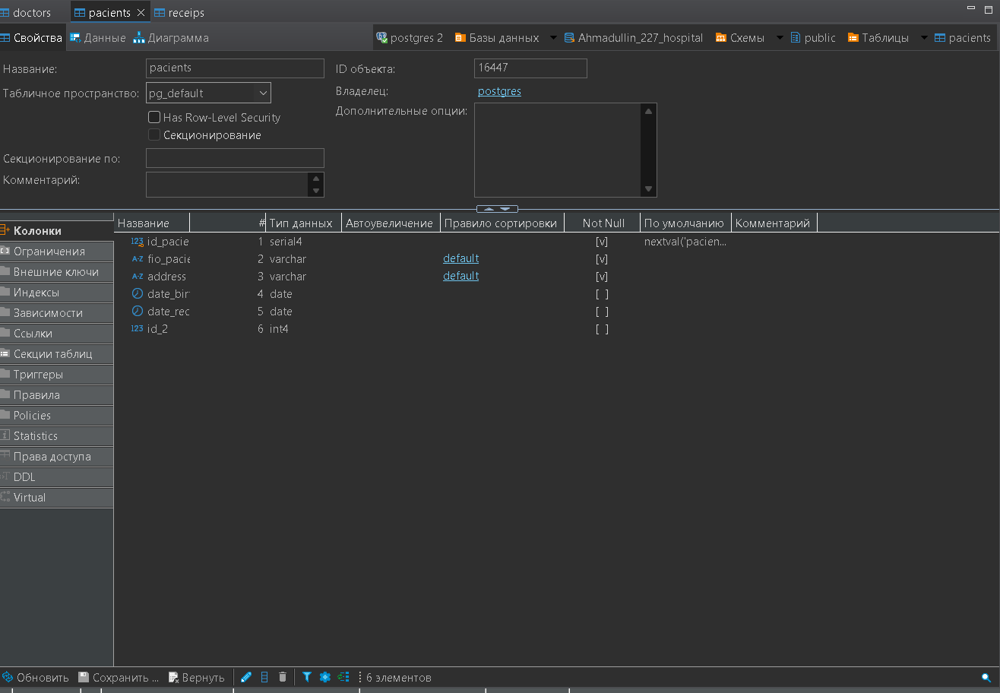 doctors pacients receips
Свойства Данные Диаграмма postgres 2 Базы данных Ahmadullin_227_hospital Схемы public Таблицы pacients
Название: pacients ID объекта: 16447
Табличное пространство: pg_default Владелец: postgres
Дополнительные опции:
Has Row-Level Security
Секционирование
Секционирование по:
Комментарий:
Колонки
Ограничения
Внешние ключи
Индексы
Зависимости
Ссылки
Секции таблиц
Триггеры
Правила
Policies
Statistics
Права доступа
DDL
Virtual
Название # Тип данных Автоувеличение Правило сортировки Not Null По умолчанию Комментарий
123 id_pacie 1 serial4 [v] nextval('pacien...
A-Z fio_pacie 2 varchar default [v]
A-Z address 3 varchar default [v]
date_bir 4 date [ ]
date_rec 5 date [ ]
123 id_2 6 int4 [ ]
Обновить Сохранить ... Вернуть 6 элементов